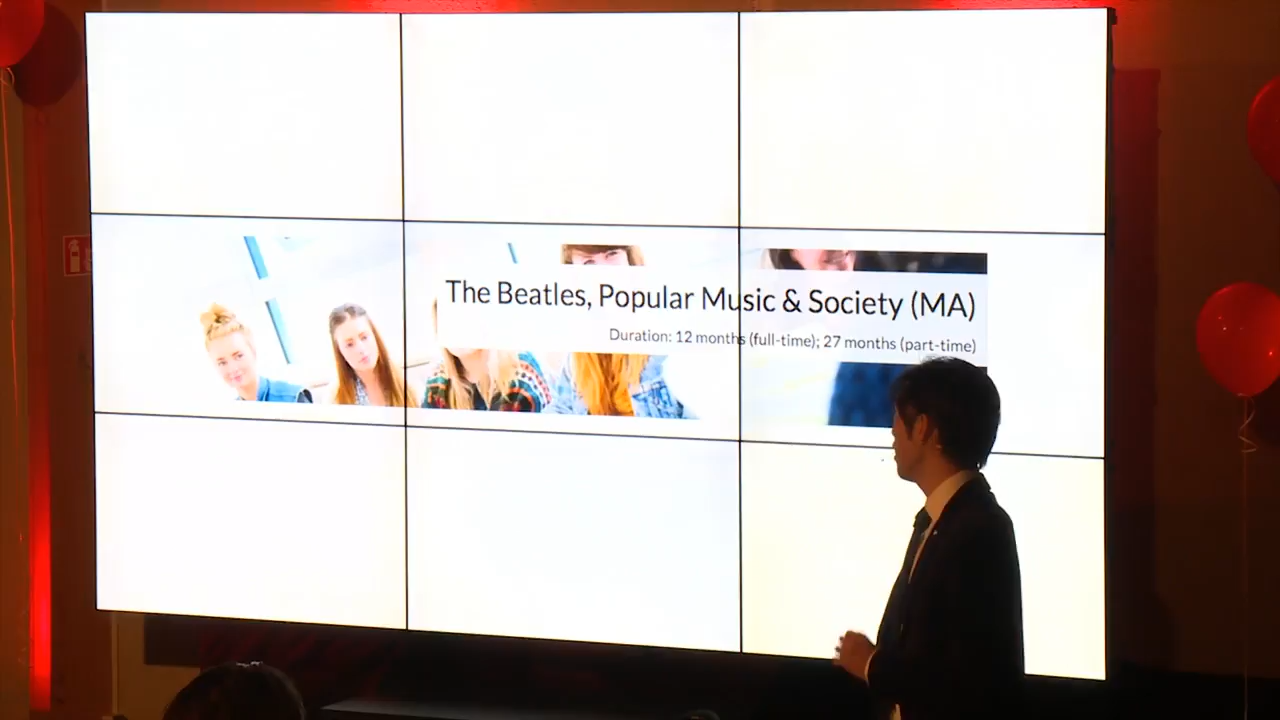 The Beatles, Popular Music & Society (MA)
Duration: 12 months (full-time); 27 months (part-time)